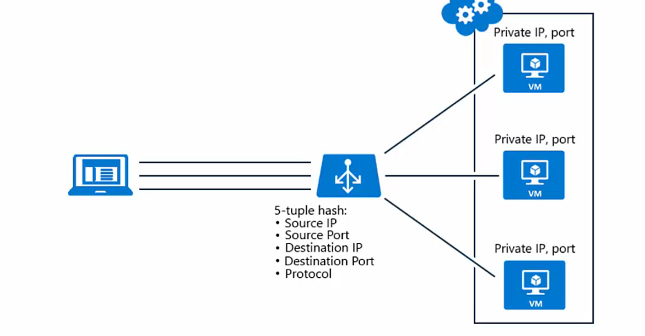 Private IP, port
VM
Private IP, port
VM
5-tuple hash:
• Source IP
• Source Port
• Destination IP
• Destination Port
• Protocol
Private IP, port
VM